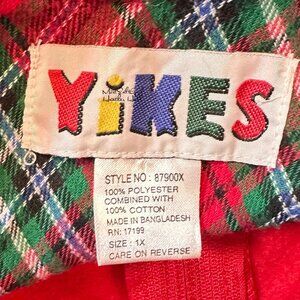 YiKES
STYLE NO: 87900X
100% POLYESTER
COMBINED WITH
100% COTTON
MADE IN BANGLADESH
RN: 17199
SIZE: 1X
CARE ON REVERSE